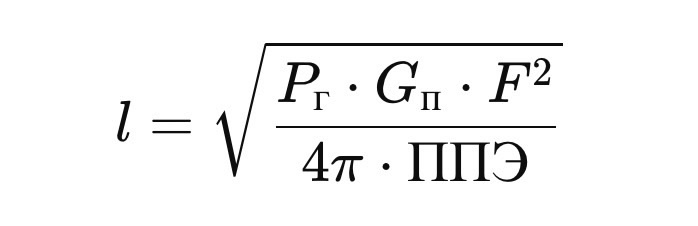 l = √((P_г · G_п · F²) / (4π · ППЭ))